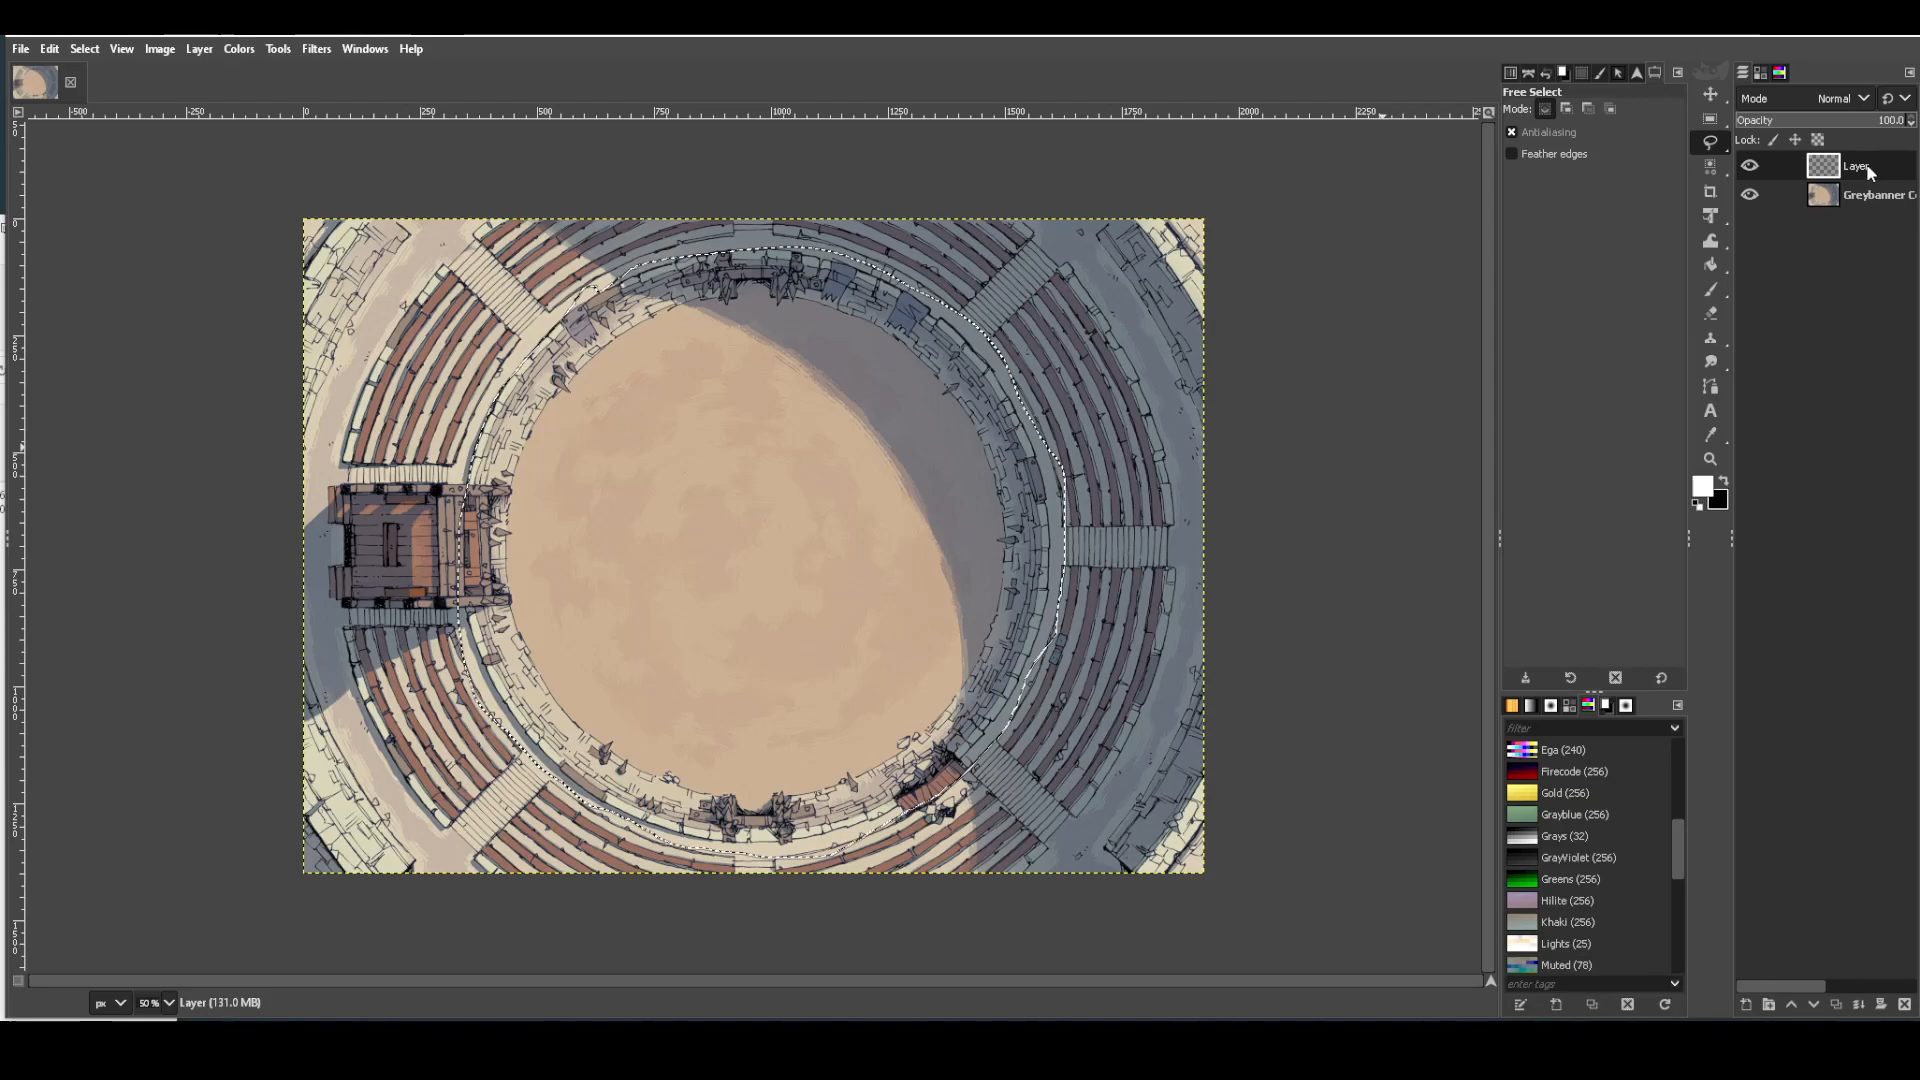 File Edit Select View Image Layer Colors Tools Filters Windows Help
-500 -250 0 250 500 750 1000 1250 1500 1750 2000 2250
Free Select
Mode:
Antialiasing
Feather edges
Mode Normal
Opacity 100.0
Lock:
Layer
Greybanner C
filter
Ega (240)
Firecode (256)
Gold (256)
Grayblue (256)
Grays (32)
GrayViolet (256)
Greens (256)
Hilite (256)
Khaki (256)
Lights (25)
Muted (78)
enter tags
px 50 % Layer (131.0 MB)